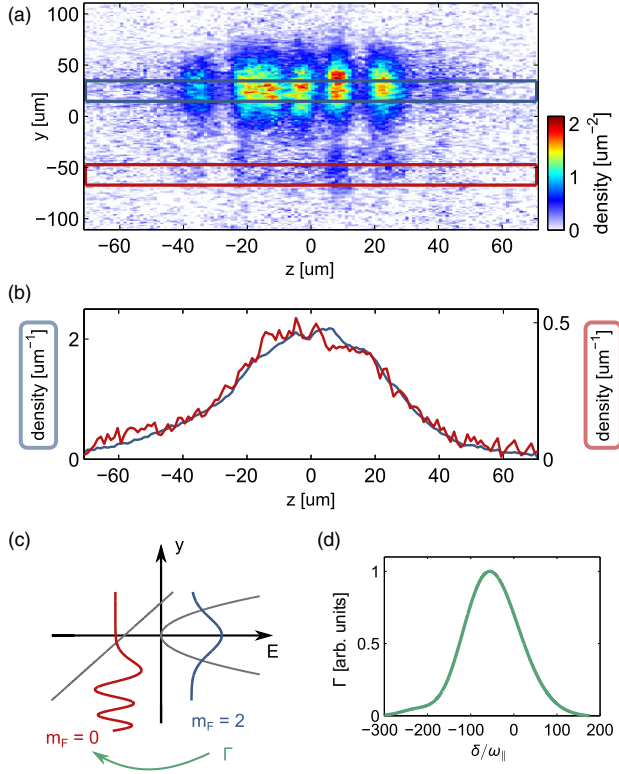 (a)
100
50
0
−50
−100
y [um]
−60 −40 −20 0 20 40 60
z [um]
2
1
0
density [um⁻²]
(b)
density [um⁻¹]
2
0
0.5
0
density [um⁻¹]
−60 −40 −20 0 20 40 60
z [um]
(c)
y
E
m_F = 0
m_F = 2
Γ
(d)
Γ [arb. units]
1
0.5
0
−300 −200 −100 0 100 200
δ/ω_∥